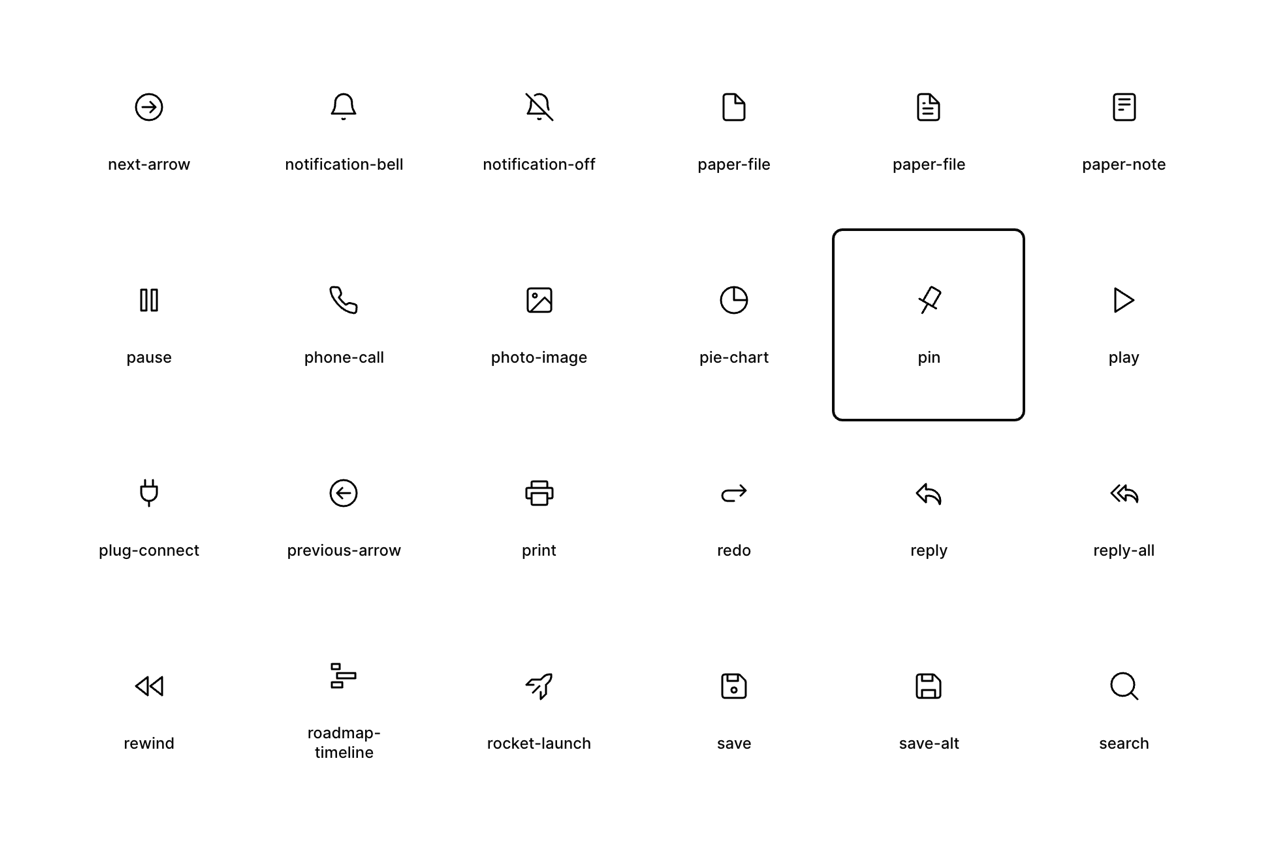 next-arrow
notification-bell
notification-off
paper-file
paper-file
paper-note
pause
phone-call
photo-image
pie-chart
pin
play
plug-connect
previous-arrow
print
redo
reply
reply-all
rewind
roadmap-
timeline
rocket-launch
save
save-alt
search